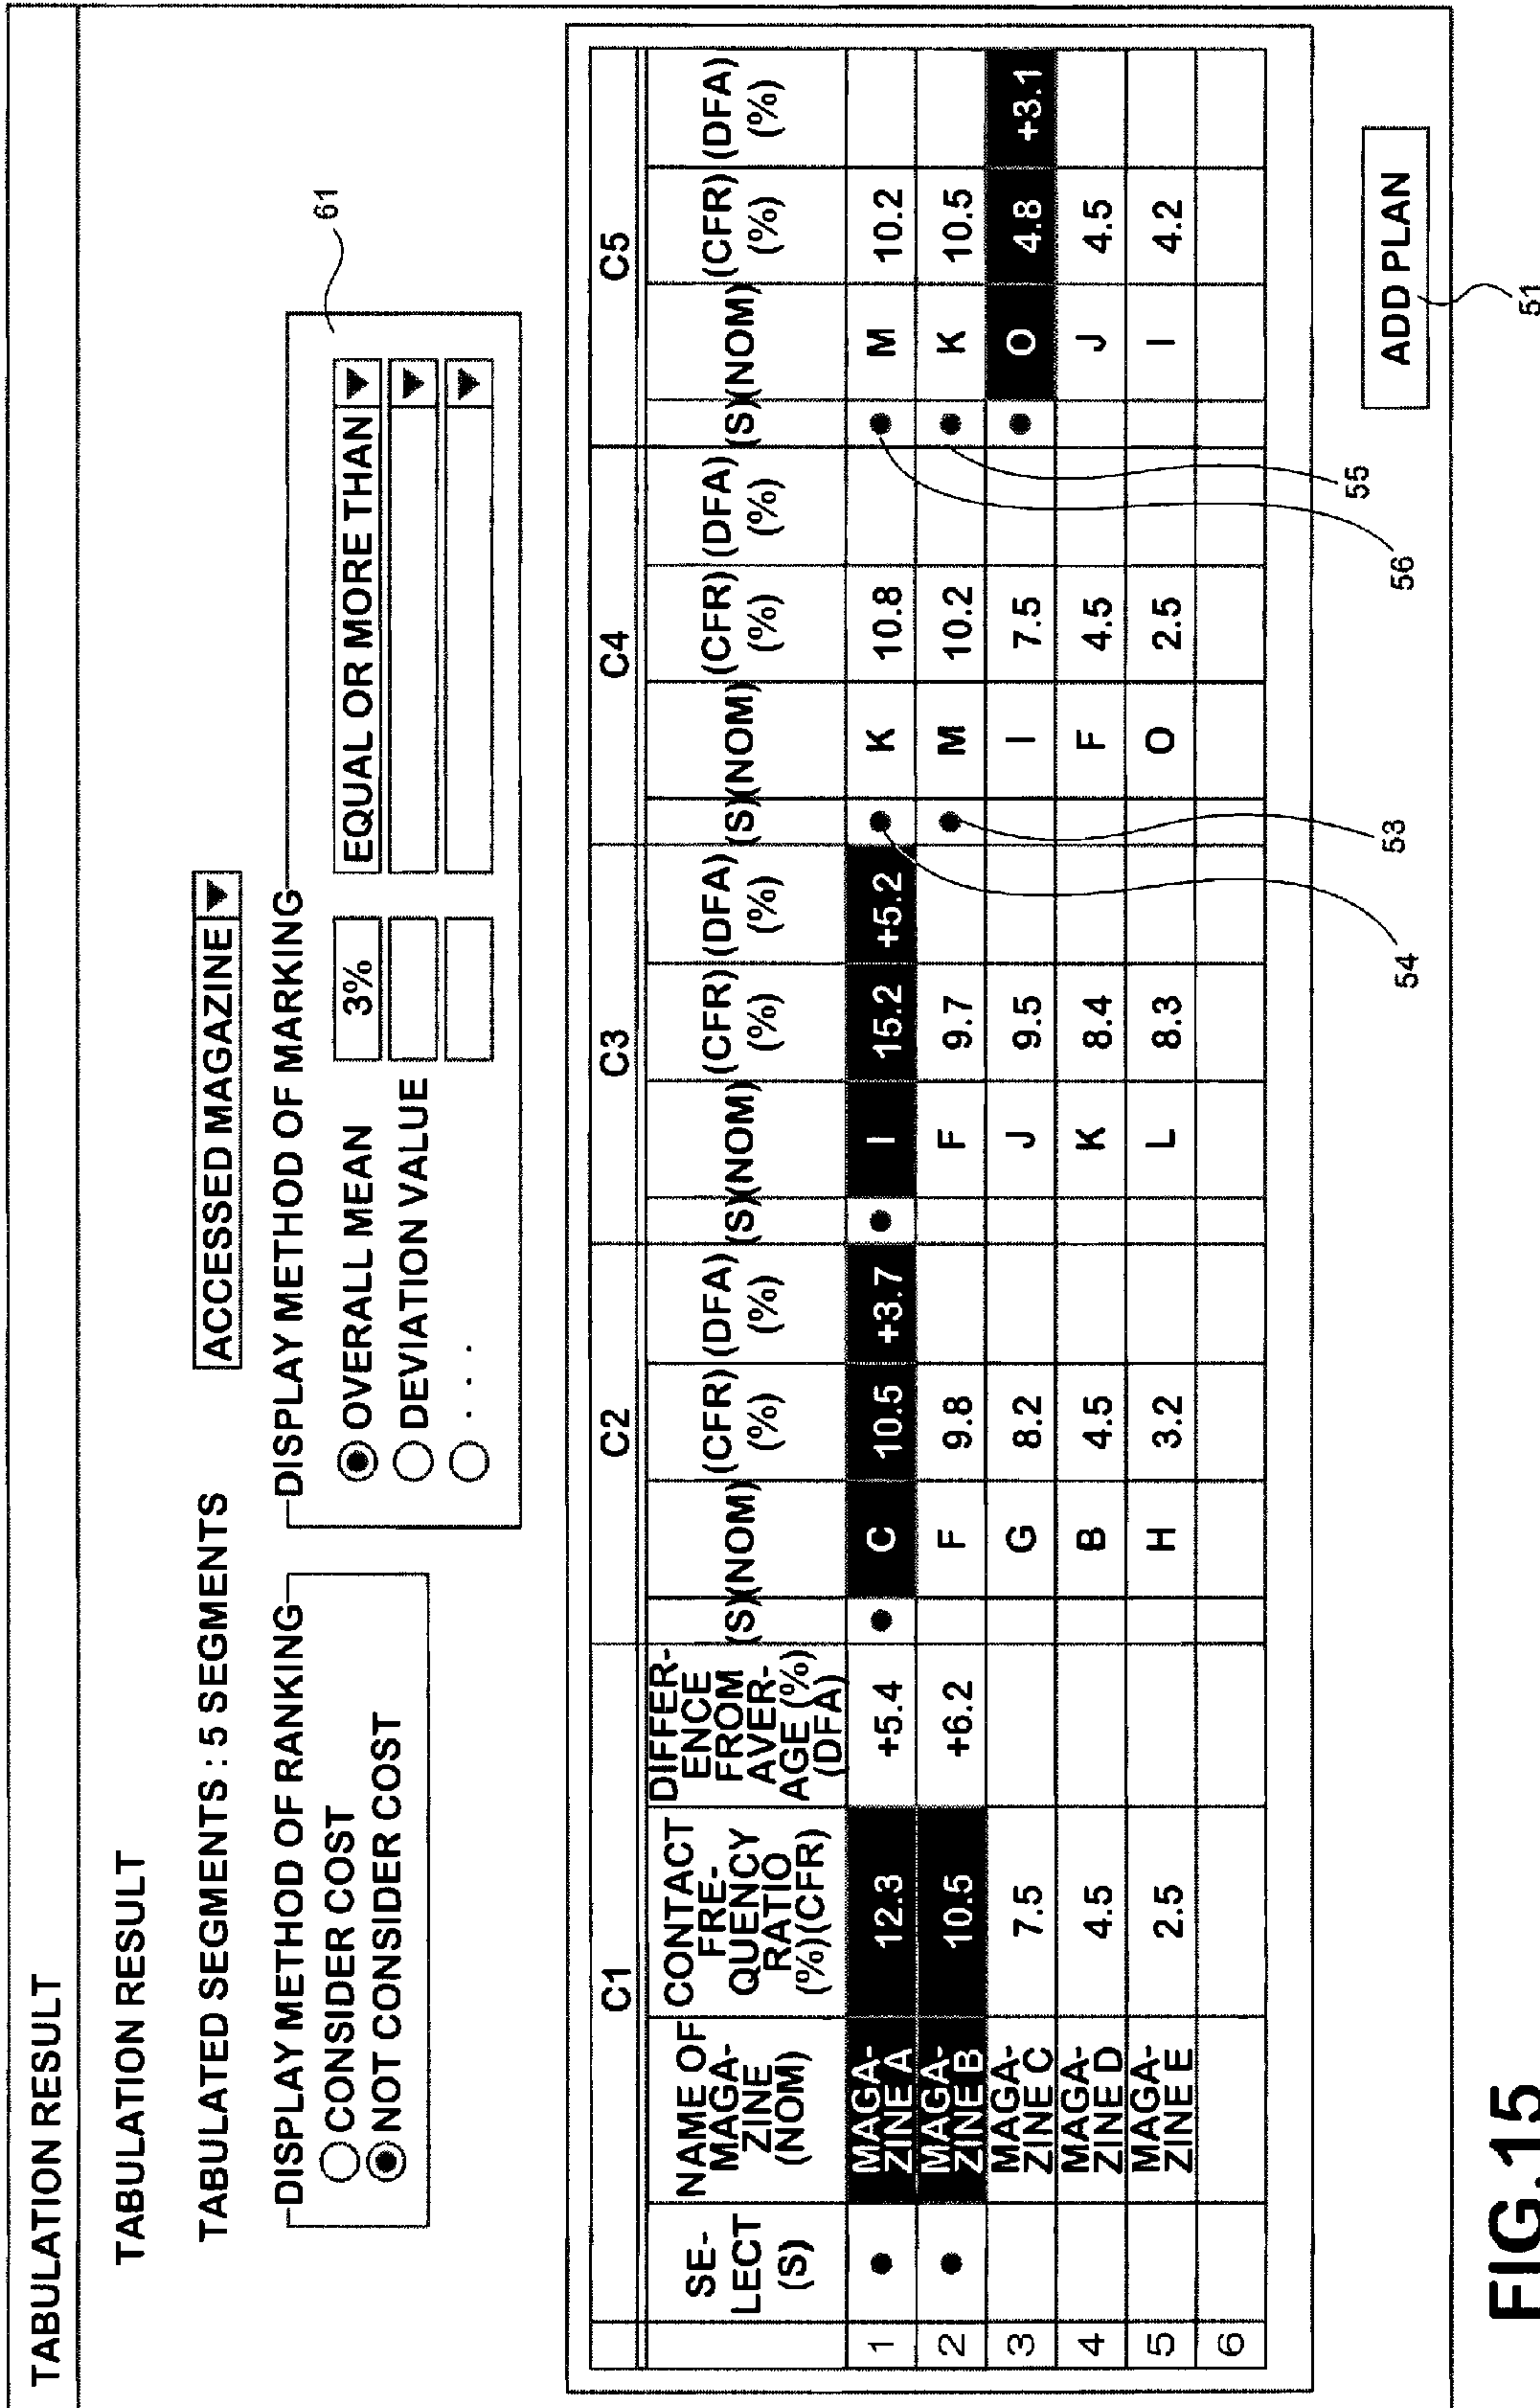 TABULATION RESULT
TABULATION RESULT
TABULATED SEGMENTS : 5 SEGMENTS
ACCESSED MAGAZINE ▼
DISPLAY METHOD OF RANKING
CONSIDER COST
NOT CONSIDER COST
DISPLAY METHOD OF MARKING
OVERALL MEAN 3% EQUAL OR MORE THAN ▼
DEVIATION VALUE ▼
· · · ▼
61
C1 C2 C3 C4 C5
SE-
LECT
(S)
NAME OF
MAGA-
ZINE
(NOM)
CONTACT
FRE-
QUENCY
RATIO
(%)(CFR)
DIFFER-
ENCE
FROM
AVER-
AGE (%)
(DFA)
(S)(NOM) (CFR) (%) (DFA) (%)
(S)(NOM) (CFR) (%) (DFA) (%)
(S)(NOM) (CFR) (%) (DFA) (%)
(S)(NOM) (CFR) (%) (DFA) (%)
1 ● MAGA-ZINE A 12.3 +5.4 ● C 10.5 +3.7 ● I 15.2 +5.2 ● K 10.8 ● M 10.2
2 ● MAGA-ZINE B 10.5 +6.2 F 9.8 F 9.7 ● M 10.2 ● K 10.5
3 MAGA-ZINE C 7.5 G 8.2 J 9.5 I 7.5 ● O 4.8 +3.1
4 MAGA-ZINE D 4.5 B 4.5 K 8.4 F 4.5 J 4.5
5 MAGA-ZINE E 2.5 H 3.2 L 8.3 O 2.5 I 4.2
6
54
53
56
55
ADD PLAN
51
FIG.15